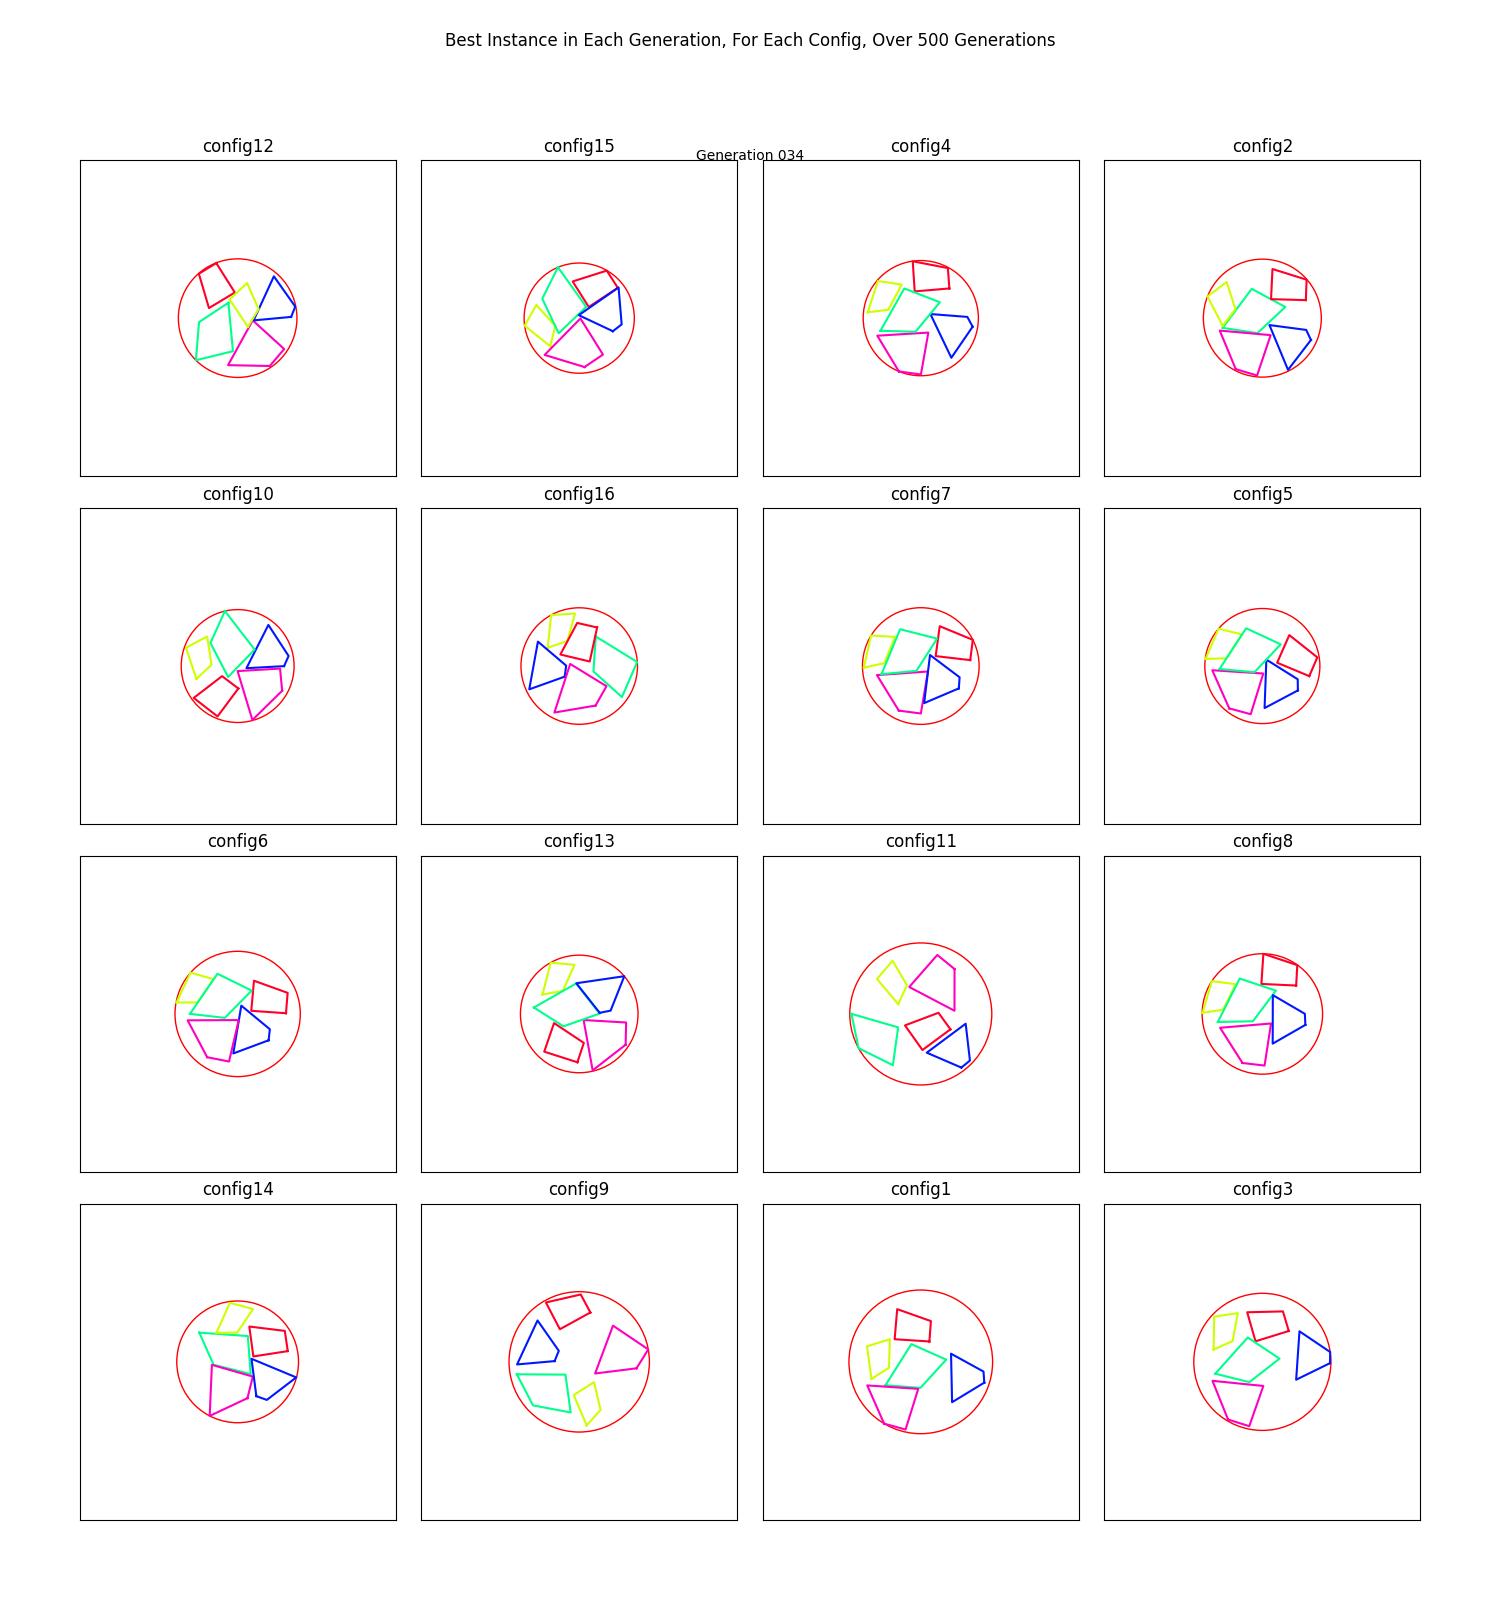 Best Instance in Each Generation, For Each Config, Over 500 Generations
Generation 034
config12
config15
config4
config2
config10
config16
config7
config5
config6
config13
config11
config8
config14
config9
config1
config3